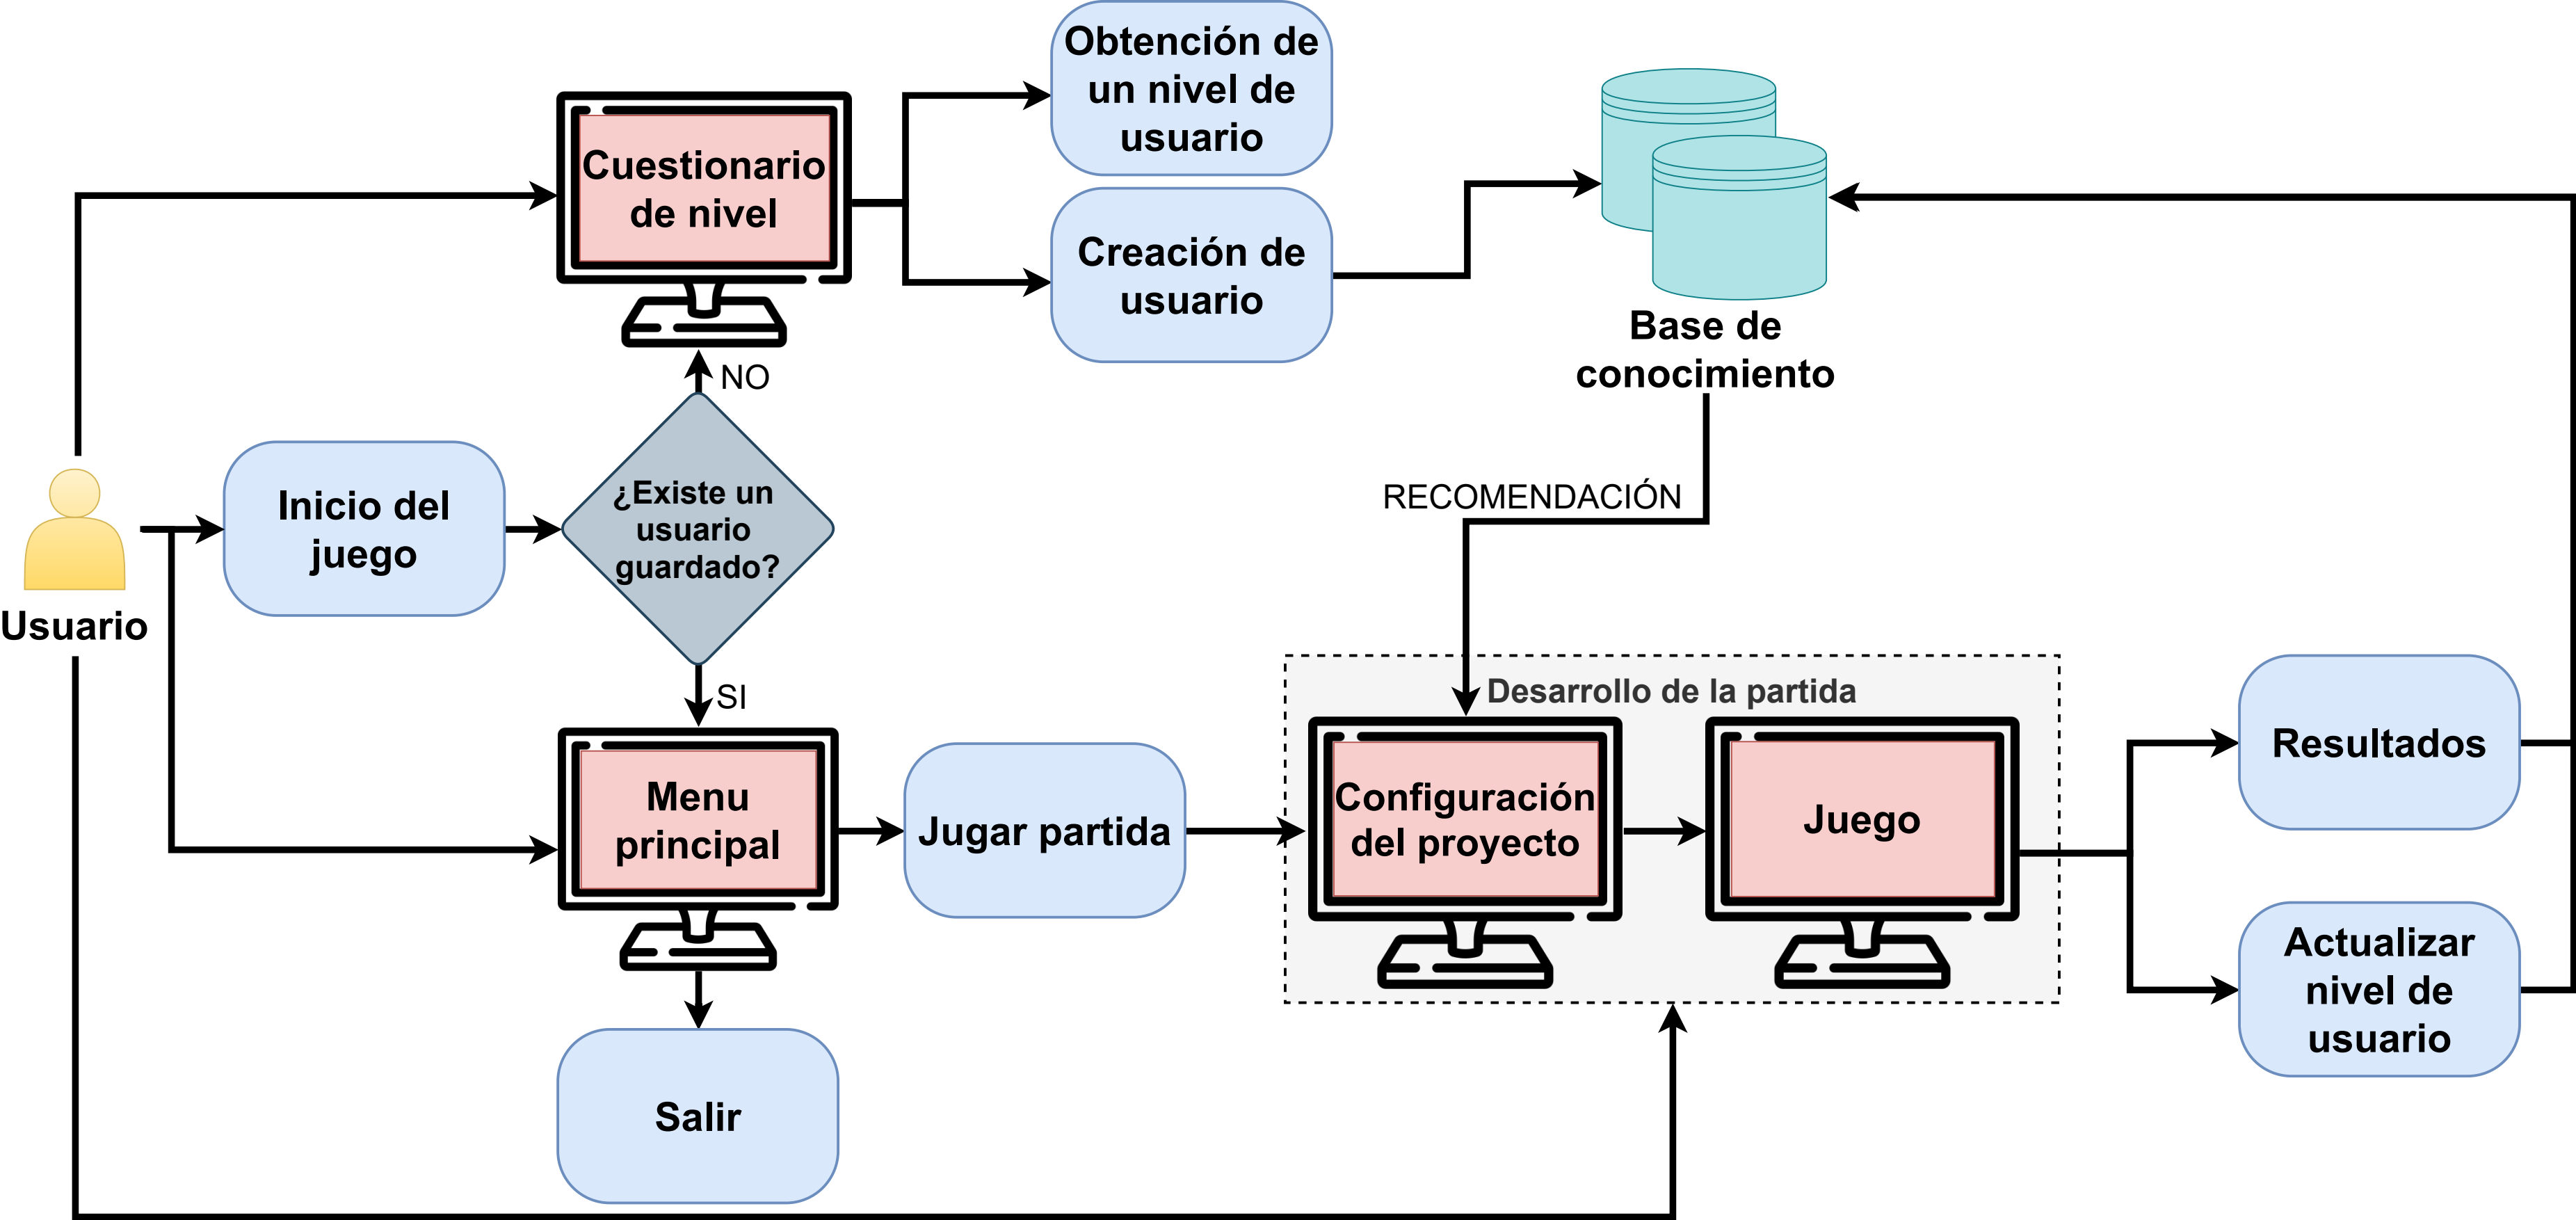 Obtención de
un nivel de
usuario
Cuestionario
de nivel
Creación de
usuario
Base de
conocimiento
NO
¿Existe un
usuario
guardado?
Inicio del
juego
Usuario
RECOMENDACIÓN
SI
Desarrollo de la partida
Menu
principal
Jugar partida
Configuración
del proyecto
Juego
Resultados
Actualizar
nivel de
usuario
Salir